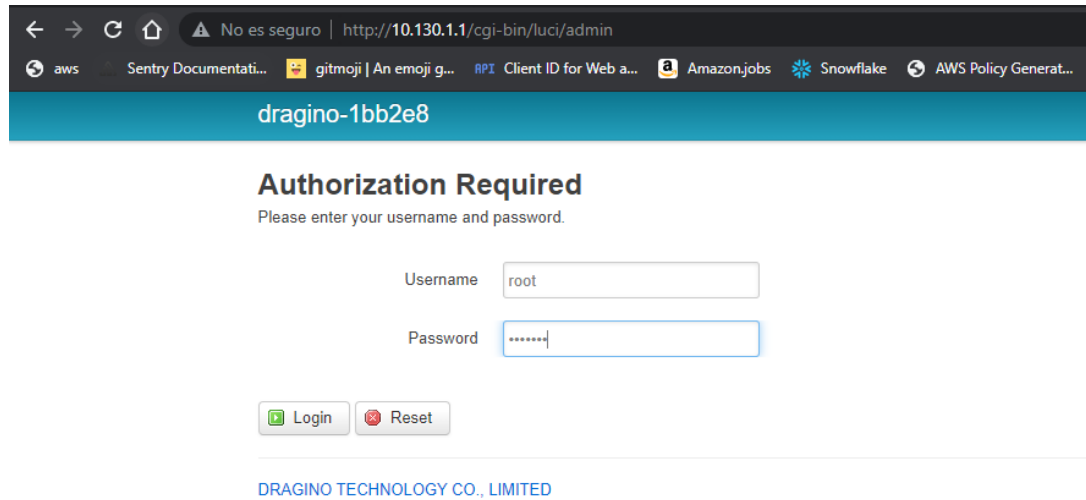 No es seguro | http://10.130.1.1/cgi-bin/luci/admin
aws Sentry Documentati... gitmoji | An emoji g... API Client ID for Web a... a Amazon.jobs Snowflake AWS Policy Generat...
dragino-1bb2e8
Authorization Required
Please enter your username and password.
Username root
Password •••••••
Login Reset
DRAGINO TECHNOLOGY CO., LIMITED